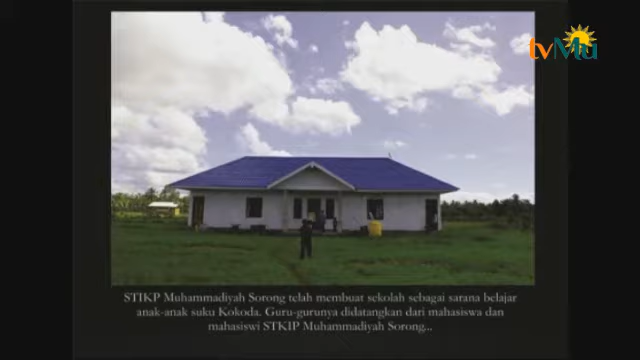 tvMu
STIKP Muhammadiyah Sorong telah membuat sekolah sebagai sarana belajar
anak-anak suku Kokoda. Guru-gurunya didatangkan dari mahasiswa dan
mahasiswi STKIP Muhammadiyah Sorong...